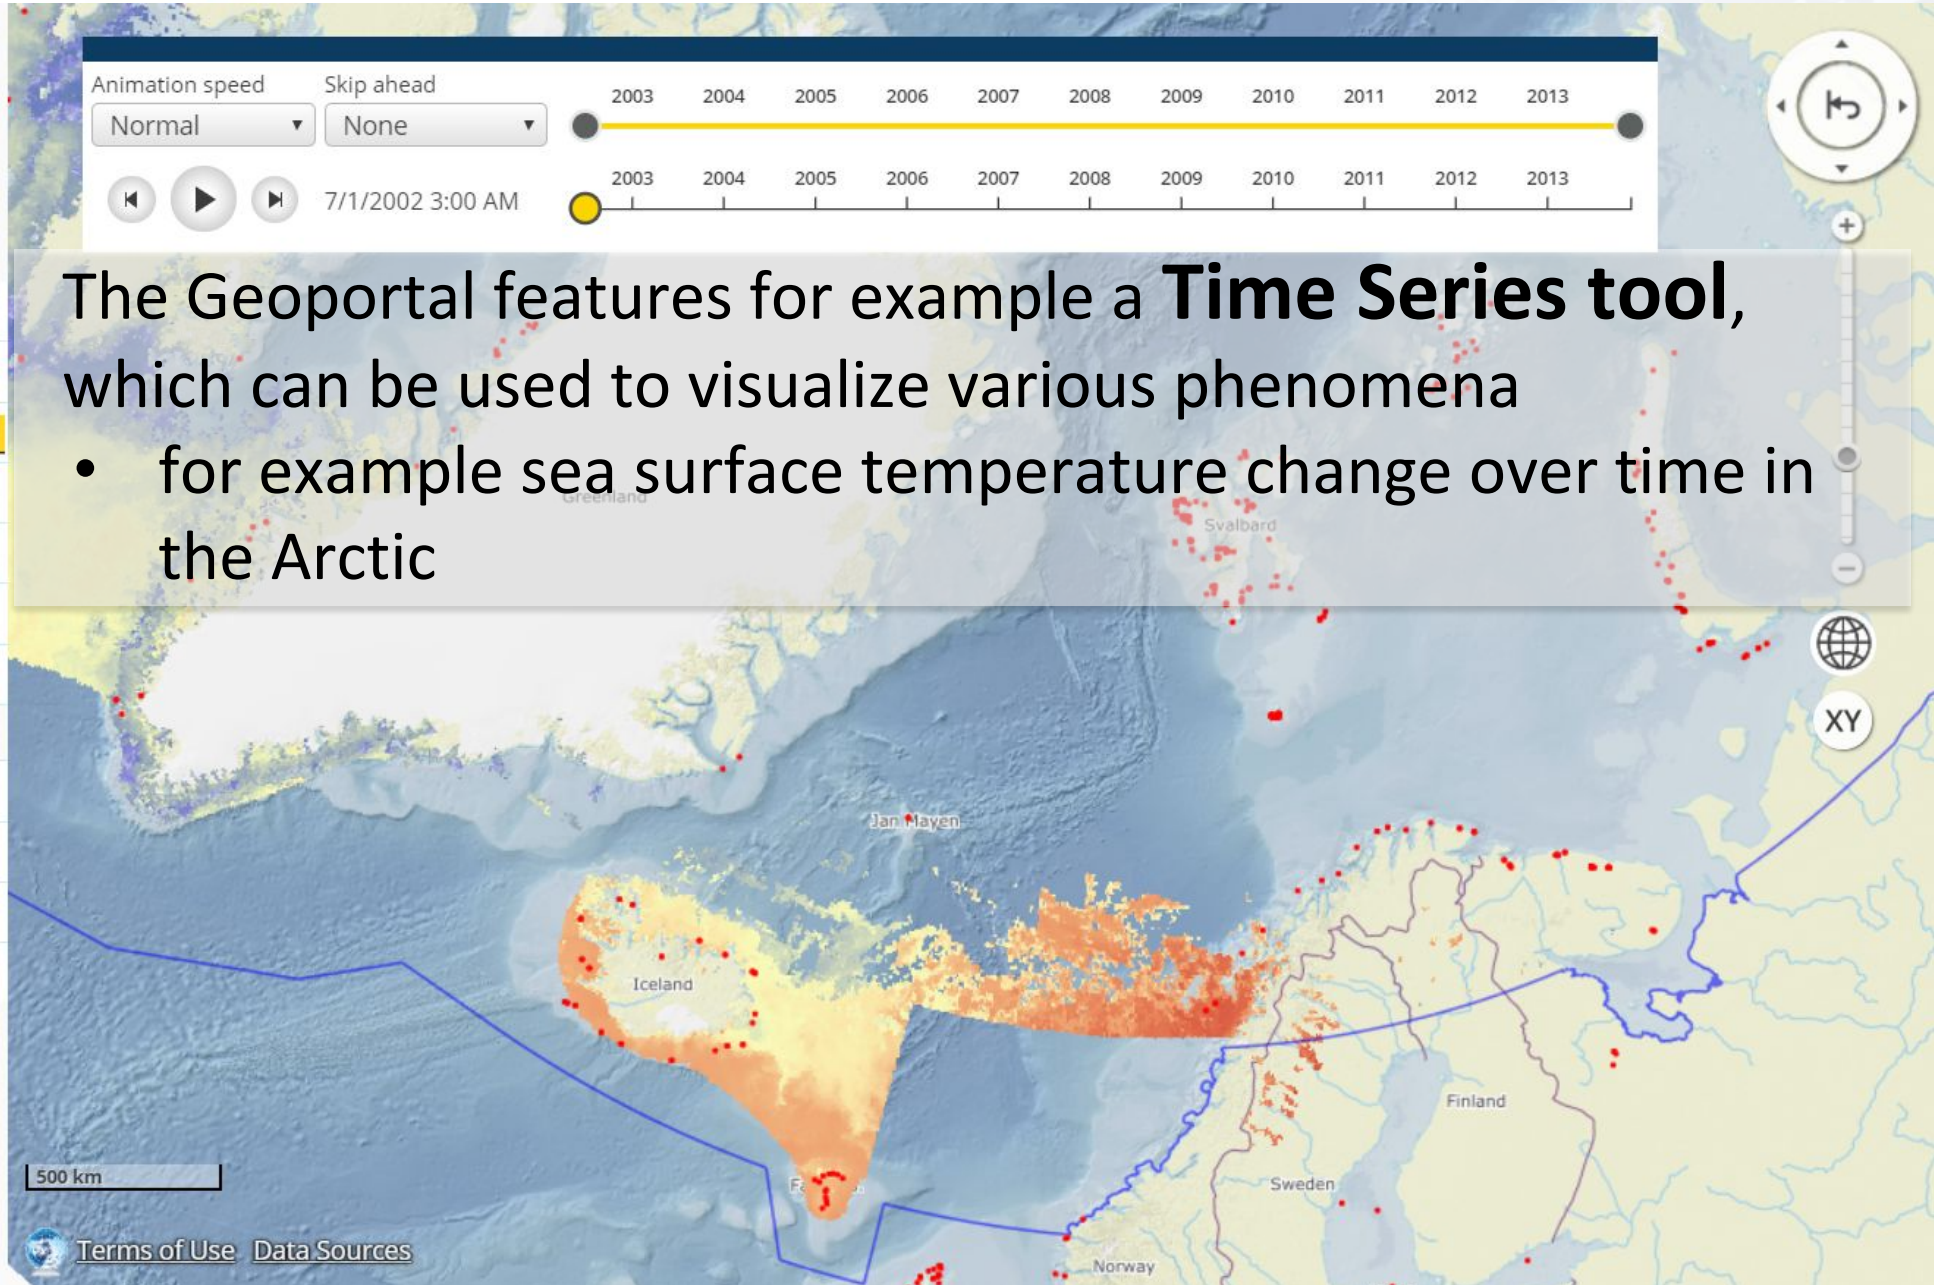 Animation speed
Skip ahead
Normal
None
2003 2004 2005 2006 2007 2008 2009 2010 2011 2012 2013
7/1/2002 3:00 AM
2003 2004 2005 2006 2007 2008 2009 2010 2011 2012 2013
The Geoportal features for example a Time Series tool,
which can be used to visualize various phenomena
• for example sea surface temperature change over time in
the Arctic
Greenland
Svalbard
XY
Jan Mayen
Iceland
Finland
500 km
Sweden
Terms of Use Data Sources
Norway